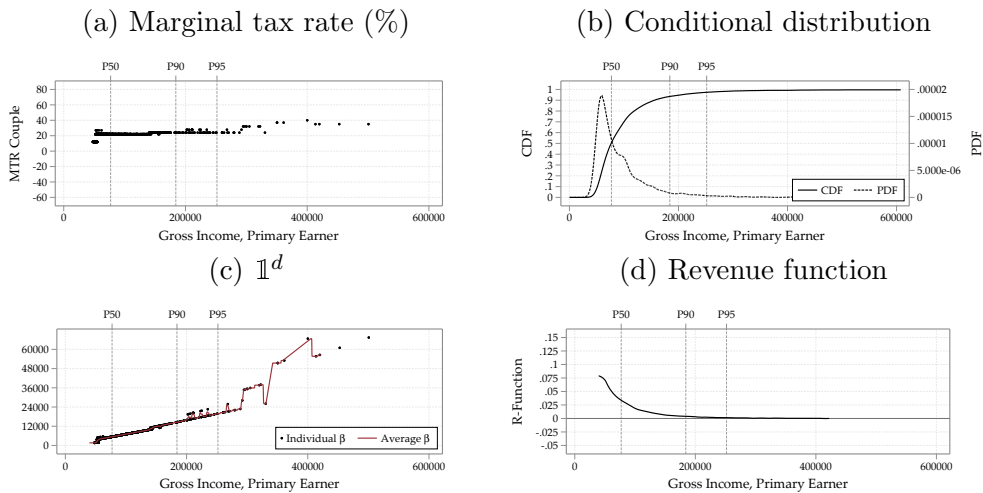 (a) Marginal tax rate (%)
P50 P90 P95
80
60
40
20
0
-20
-40
-60
MTR Couple
0 200000 400000 600000
Gross Income, Primary Earner
(b) Conditional distribution
P50 P90 P95
1
.9
.8
.7
.6
.5
.4
.3
.2
.1
0
CDF
.00002
.000015
.00001
5.000e-06
0
PDF
CDF PDF
0 200000 400000 600000
Gross Income, Primary Earner
(c) 𝟙^d
P50 P90 P95
60000
48000
36000
24000
12000
0
Individual β Average β
0 200000 400000 600000
Gross Income, Primary Earner
(d) Revenue function
P50 P90 P95
.15
.125
.1
.075
.05
.025
0
-.025
-.05
R-Function
0 200000 400000 600000
Gross Income, Primary Earner